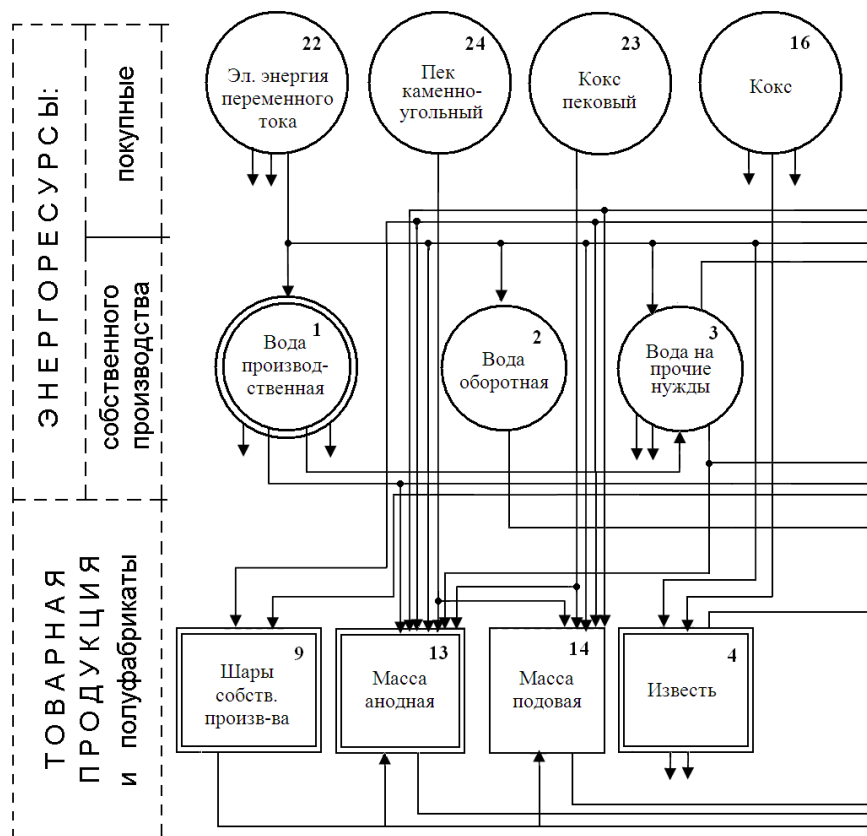 ЭНЕРГОРЕСУРСЫ:
покупные
22
Эл. энергия
переменного
тока
24
Пек
каменно-
угольный
23
Кокс
пековый
16
Кокс
собственного
производства
1
Вода
производ-
ственная
2
Вода
оборотная
3
Вода на
прочие
нужды
ТОВАРНАЯ
ПРОДУКЦИЯ
и полуфабрикаты
9
Шары
собств.
произв-ва
13
Масса
анодная
14
Масса
подовая
4
Известь